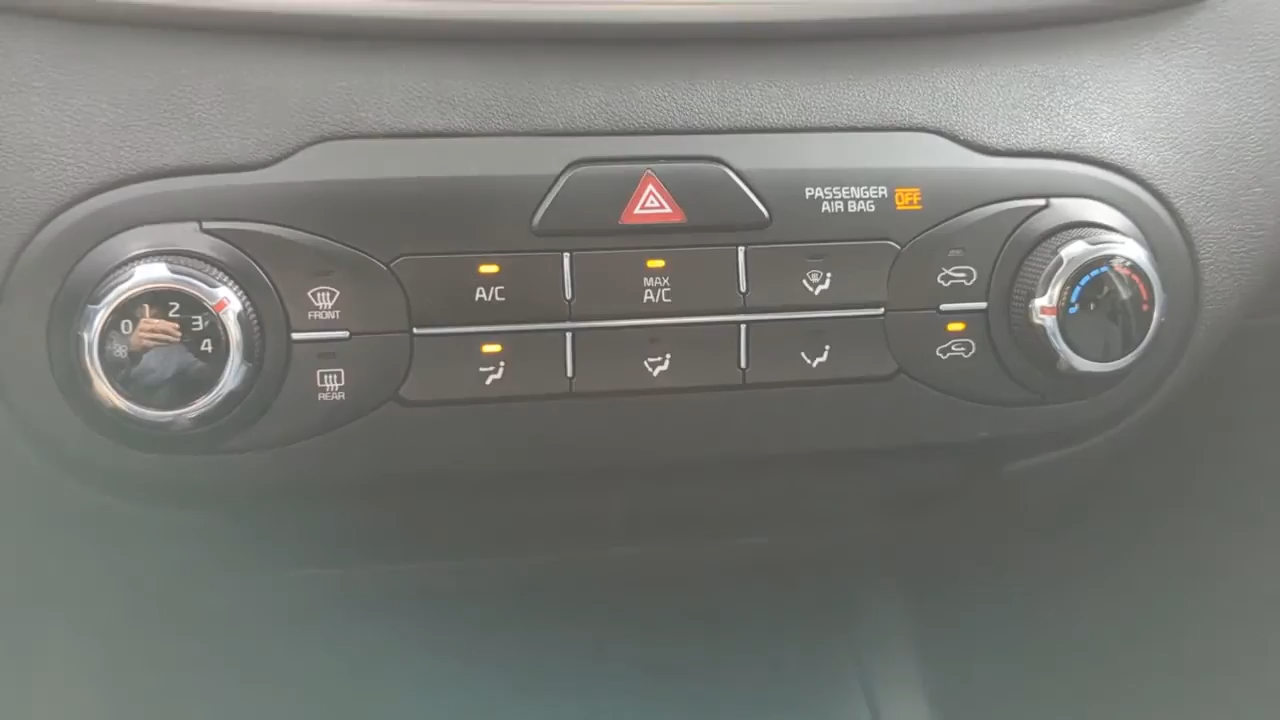 PASSENGER
AIR BAG OFF
0 1 2 3 4
FRONT
A/C
MAX
A/C
REAR